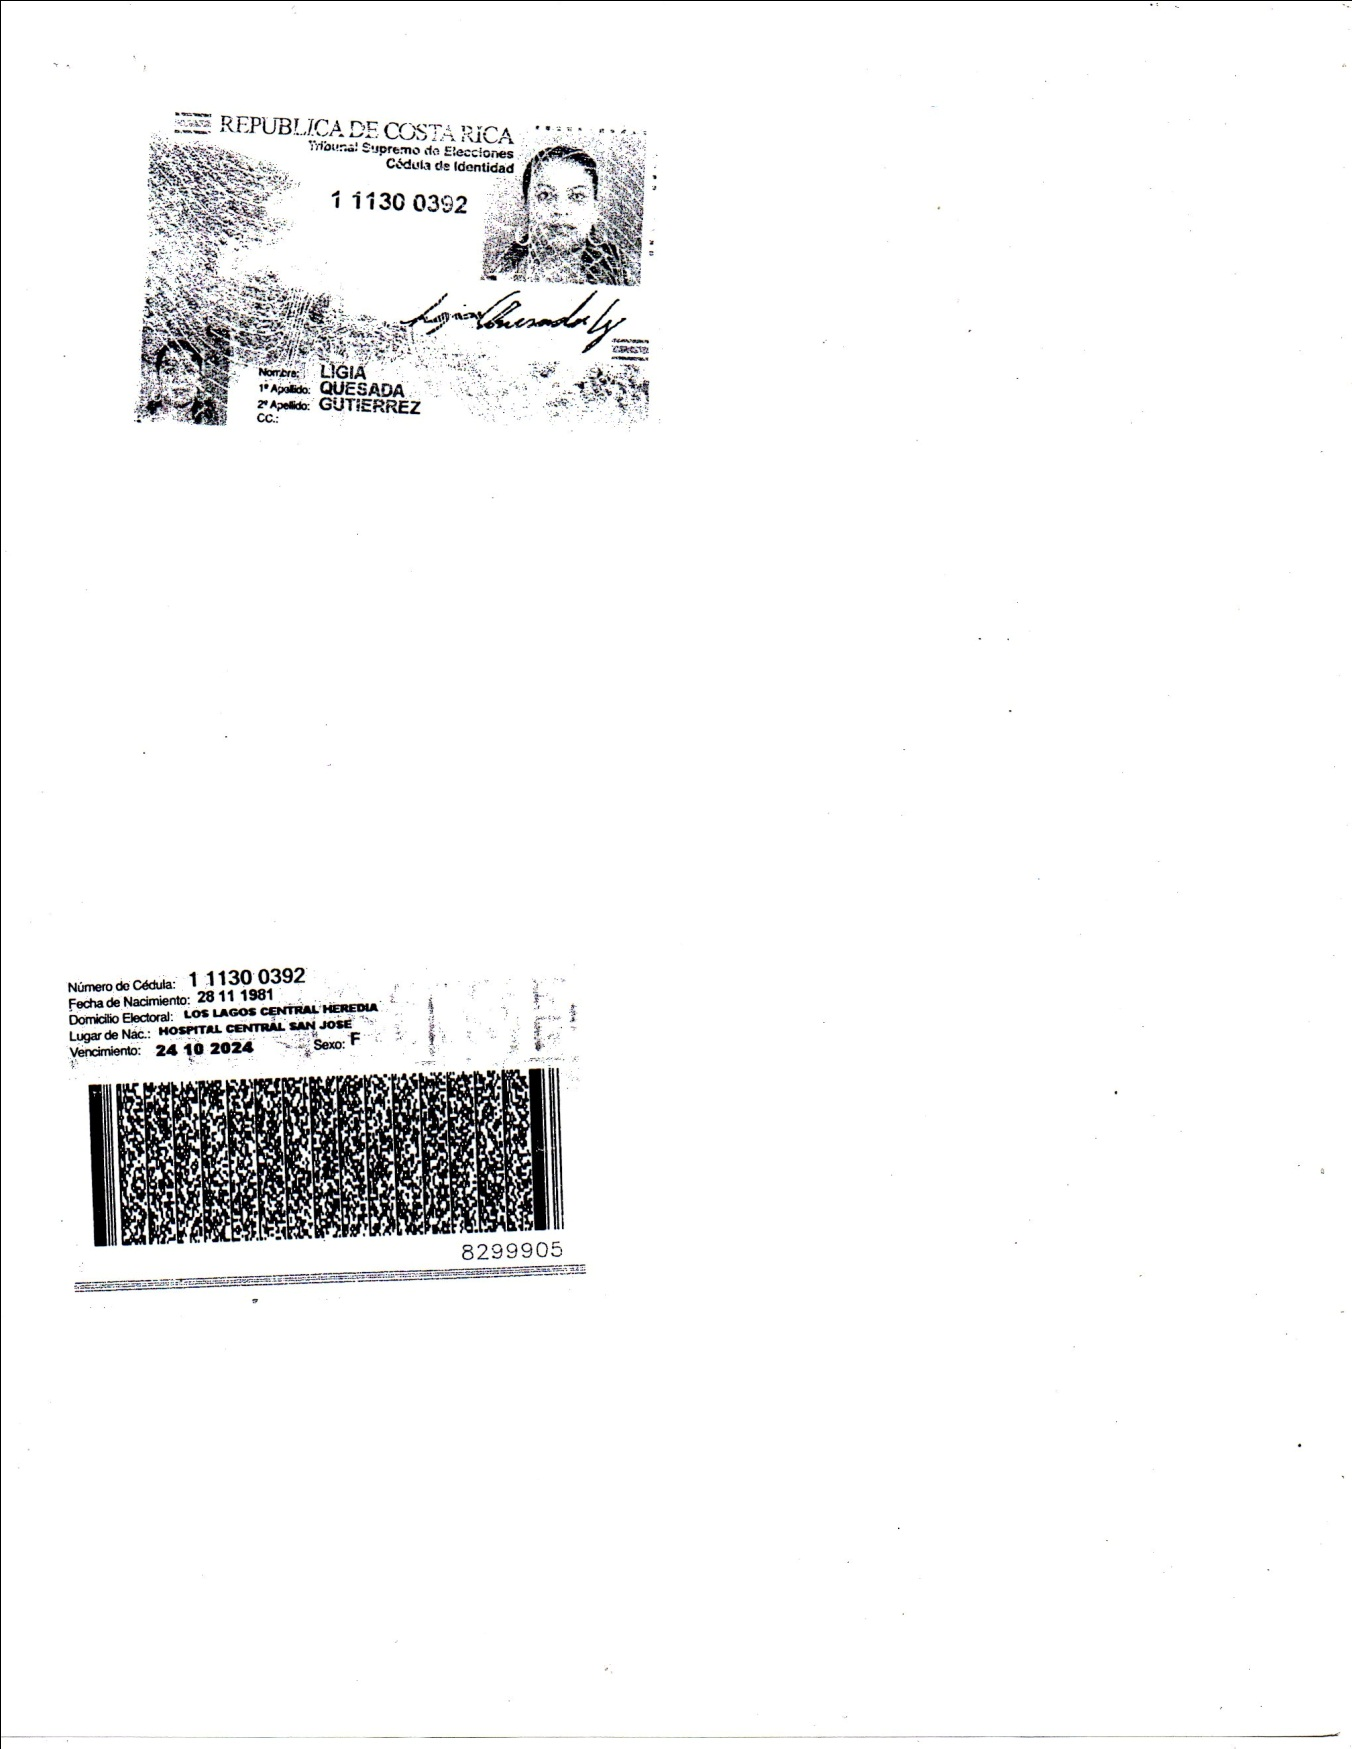 REPUBLICA DE COSTA RICA
Tribunal Supremo de Elecciones
Cédula de Identidad
1 1130 0392
Ligia Quesada G
Nombre: LIGIA
1º Apellido: QUESADA
2º Apellido: GUTIERREZ
CC.:
Número de Cédula: 1 1130 0392
Fecha de Nacimiento: 28 11 1981
Domicilio Electoral: LOS LAGOS CENTRAL HEREDIA
Lugar de Nac.: HOSPITAL CENTRAL SAN JOSE
Vencimiento: 24 10 2024 Sexo: F
8299905